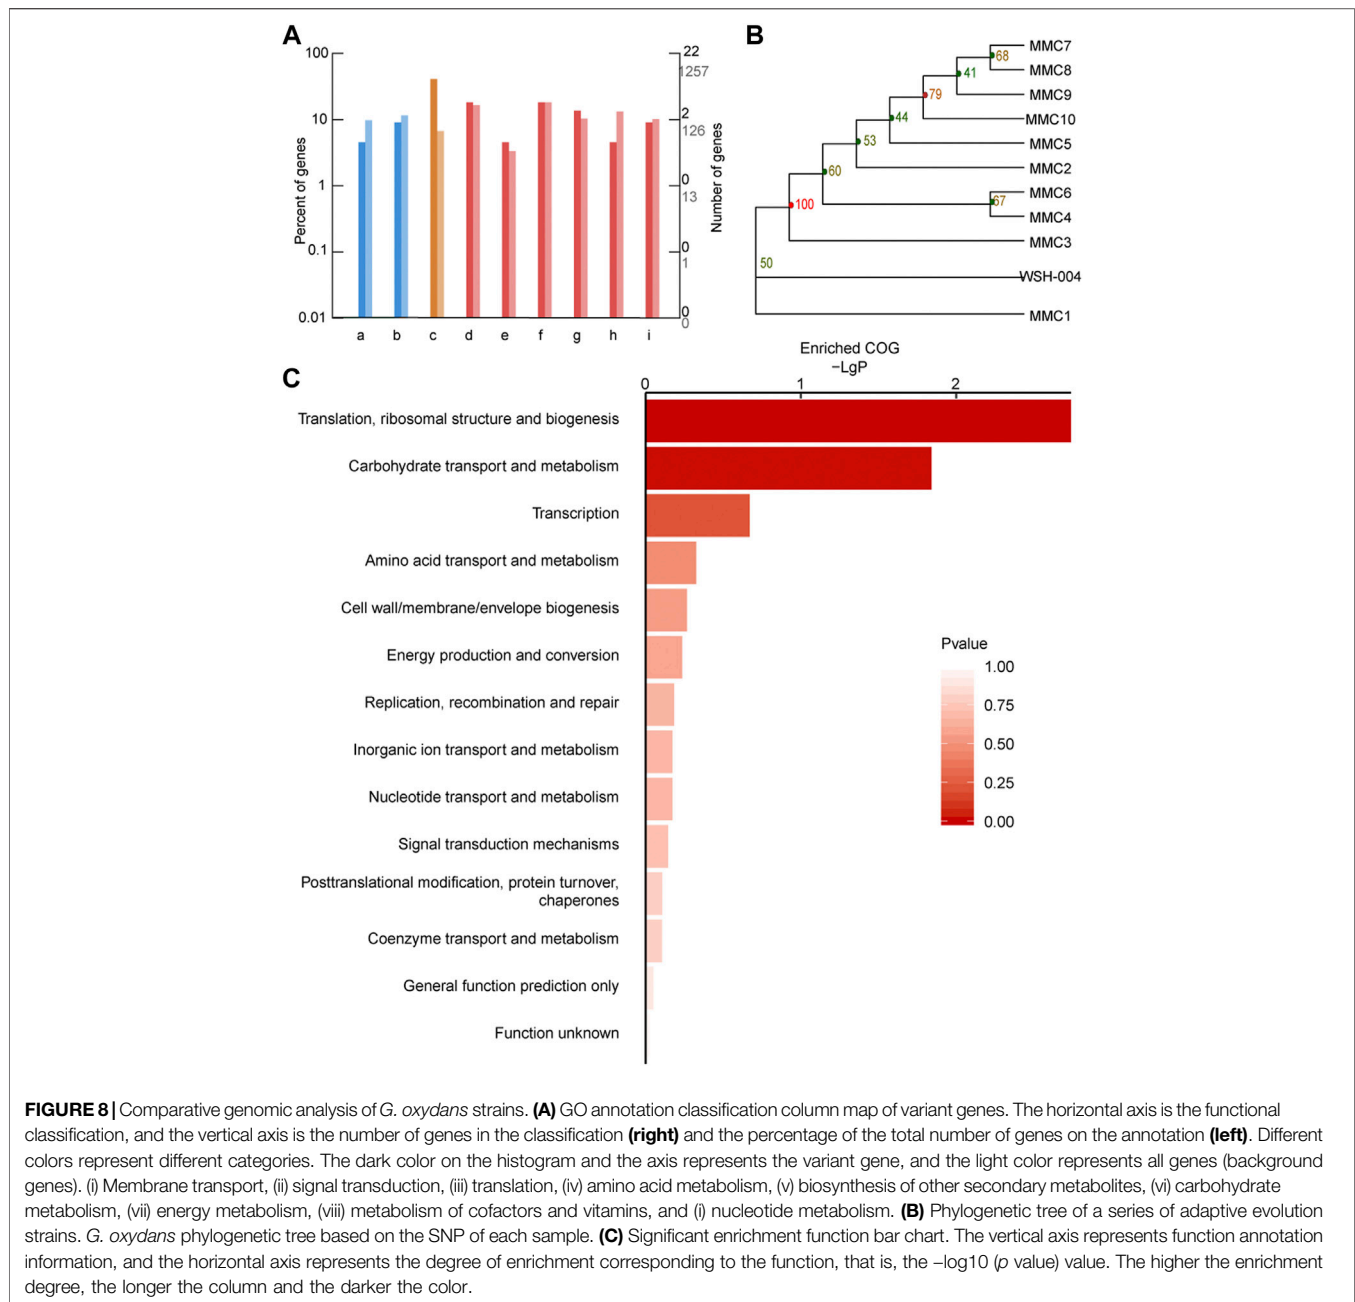 A
100
10
1
0.1
0.01
Percent of genes
22
1257
2
126
0
13
0
1
0
0
Number of genes
a b c d e f g h i
B
MMC7
68
MMC8
41
MMC9
79
MMC10
44
MMC5
53
MMC2
60
MMC6
67
MMC4
100
MMC3
50
WSH-004
MMC1
C
Enriched COG
−LgP
0 1 2
Translation, ribosomal structure and biogenesis
Carbohydrate transport and metabolism
Transcription
Amino acid transport and metabolism
Cell wall/membrane/envelope biogenesis
Energy production and conversion
Replication, recombination and repair
Inorganic ion transport and metabolism
Nucleotide transport and metabolism
Signal transduction mechanisms
Posttranslational modification, protein turnover,
chaperones
Coenzyme transport and metabolism
General function prediction only
Function unknown
Pvalue
1.00
0.75
0.50
0.25
0.00
FIGURE 8 | Comparative genomic analysis of G. oxydans strains. (A) GO annotation classification column map of variant genes. The horizontal axis is the functional
classification, and the vertical axis is the number of genes in the classification (right) and the percentage of the total number of genes on the annotation (left). Different
colors represent different categories. The dark color on the histogram and the axis represents the variant gene, and the light color represents all genes (background
genes). (i) Membrane transport, (ii) signal transduction, (iii) translation, (iv) amino acid metabolism, (v) biosynthesis of other secondary metabolites, (vi) carbohydrate
metabolism, (vii) energy metabolism, (viii) metabolism of cofactors and vitamins, and (i) nucleotide metabolism. (B) Phylogenetic tree of a series of adaptive evolution
strains. G. oxydans phylogenetic tree based on the SNP of each sample. (C) Significant enrichment function bar chart. The vertical axis represents function annotation
information, and the horizontal axis represents the degree of enrichment corresponding to the function, that is, the −log10 (p value) value. The higher the enrichment
degree, the longer the column and the darker the color.